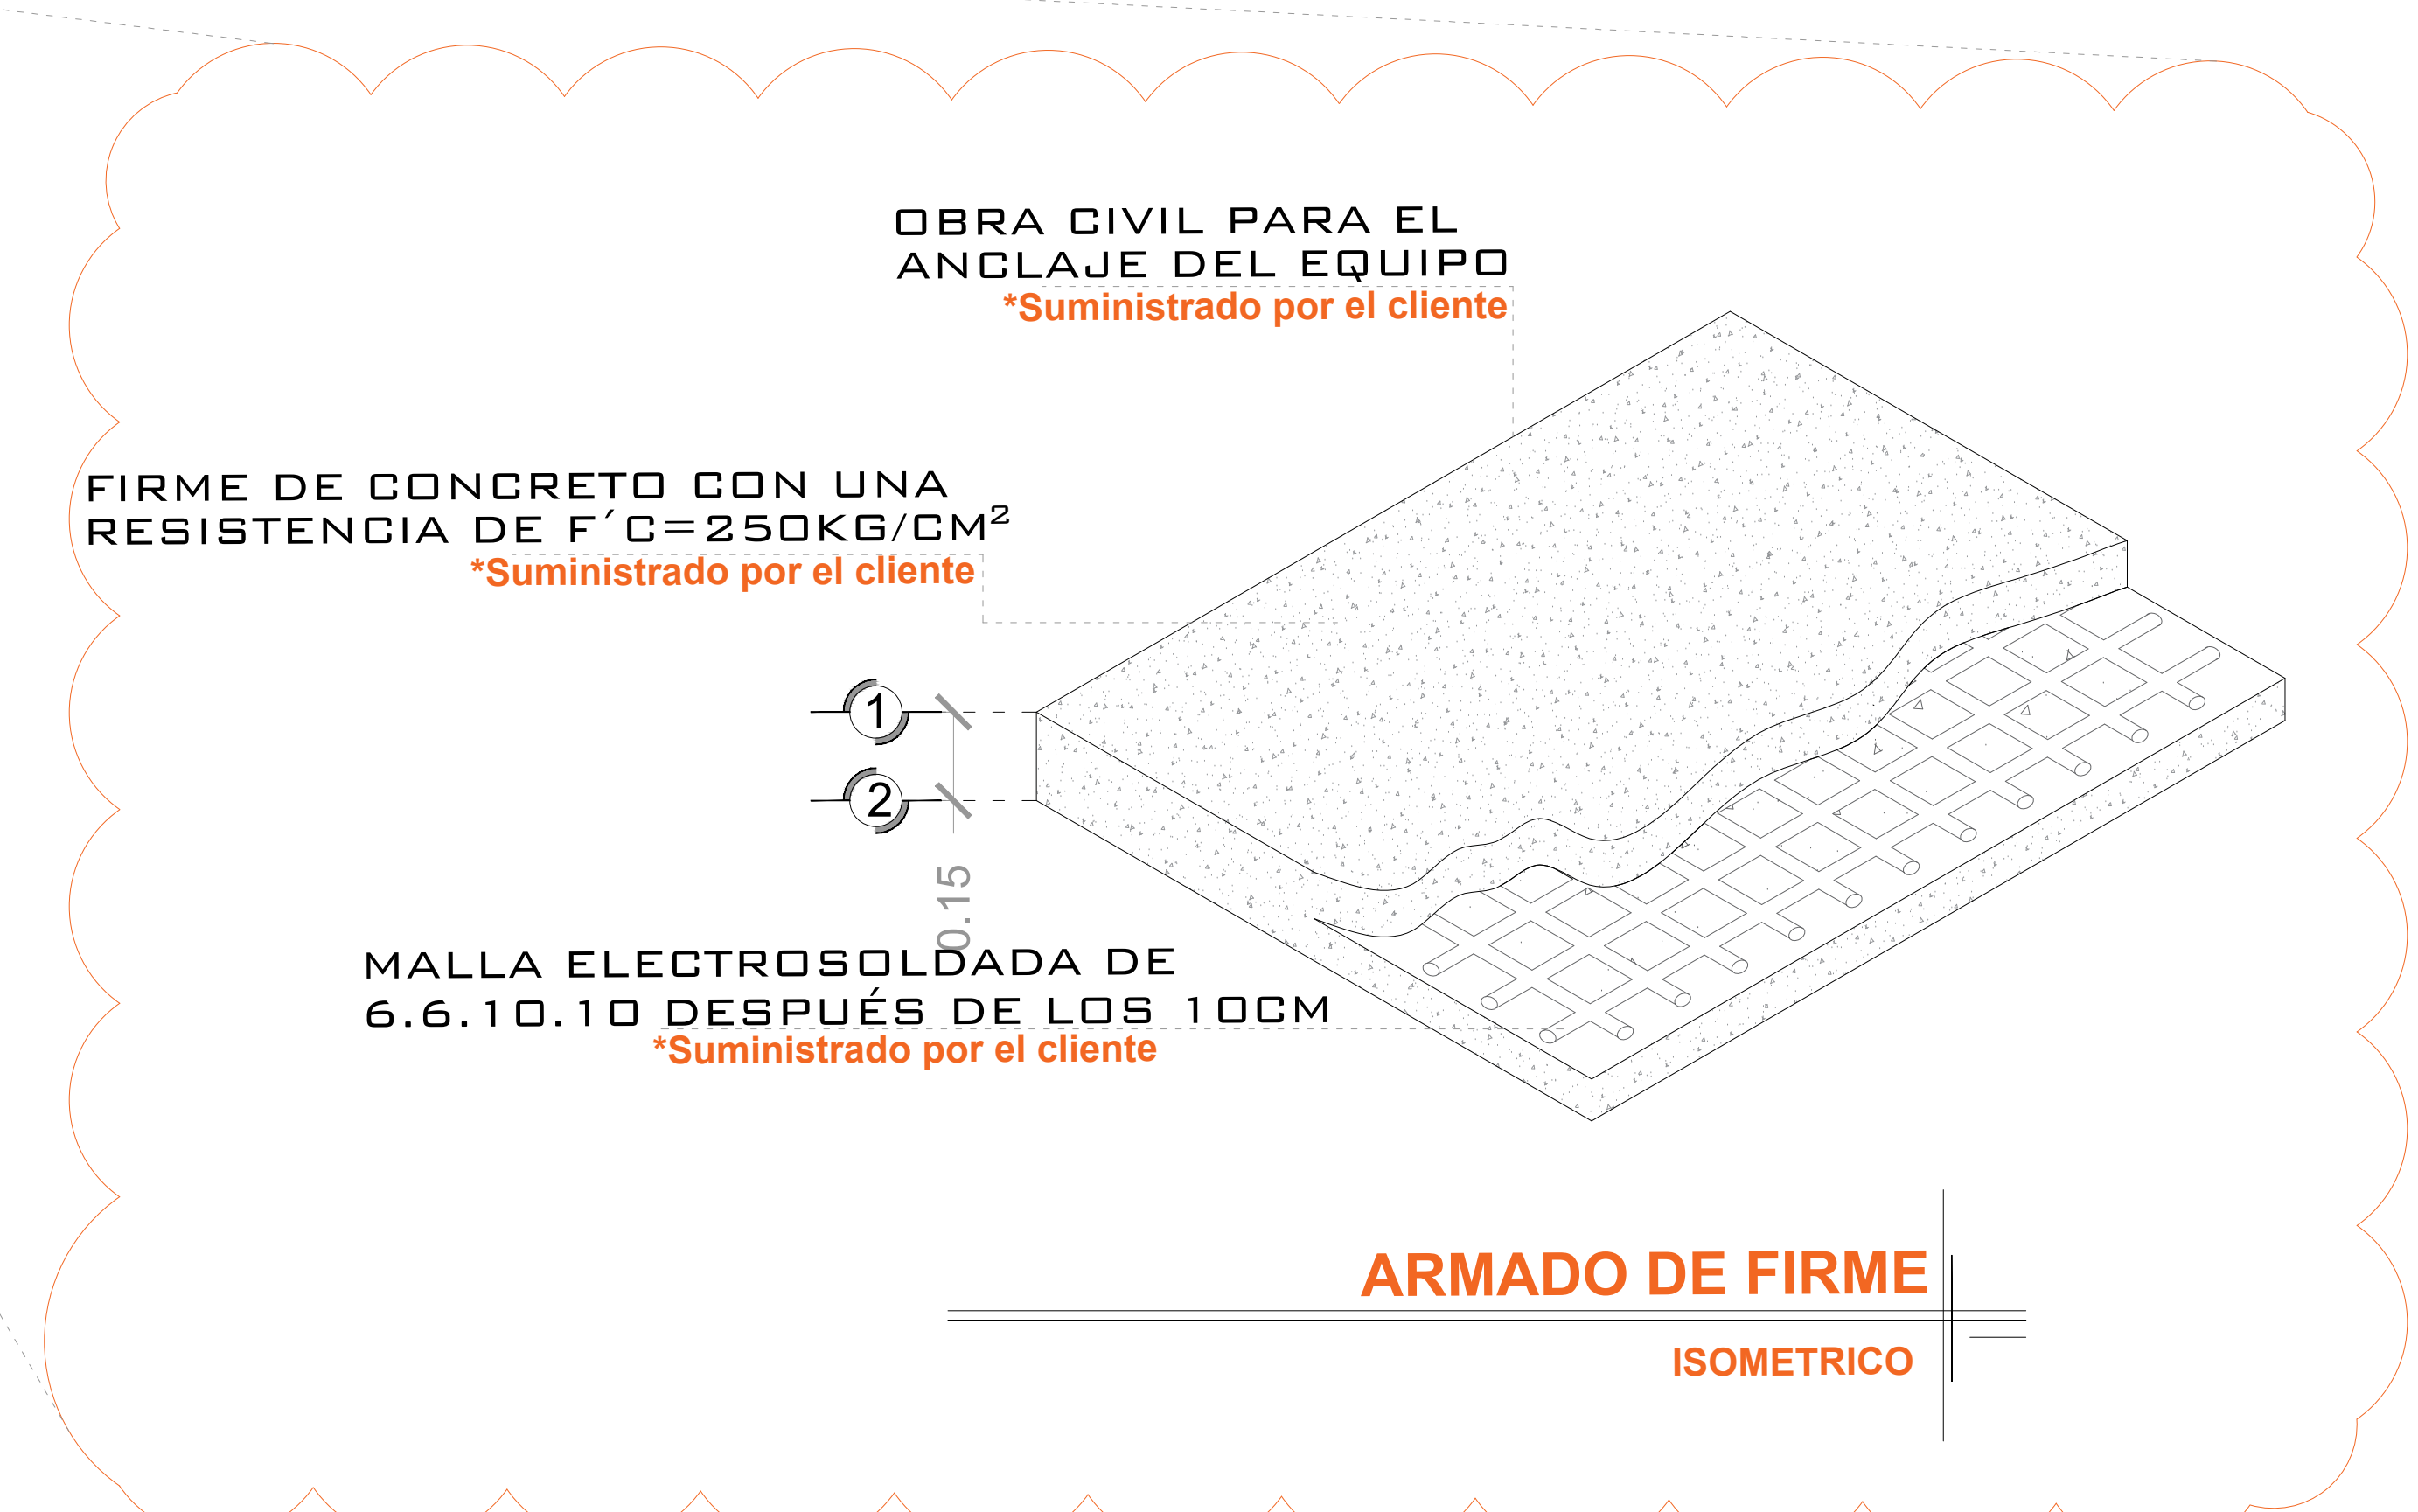 OBRA CIVIL PARA EL
ANCLAJE DEL EQUIPO
*Suministrado por el cliente
FIRME DE CONCRETO CON UNA
RESISTENCIA DE F´C=250KG/CM²
*Suministrado por el cliente
1
2
0.15
MALLA ELECTROSOLDADA DE
6.6.10.10 DESPUÉS DE LOS 10CM
*Suministrado por el cliente
ARMADO DE FIRME
ISOMETRICO